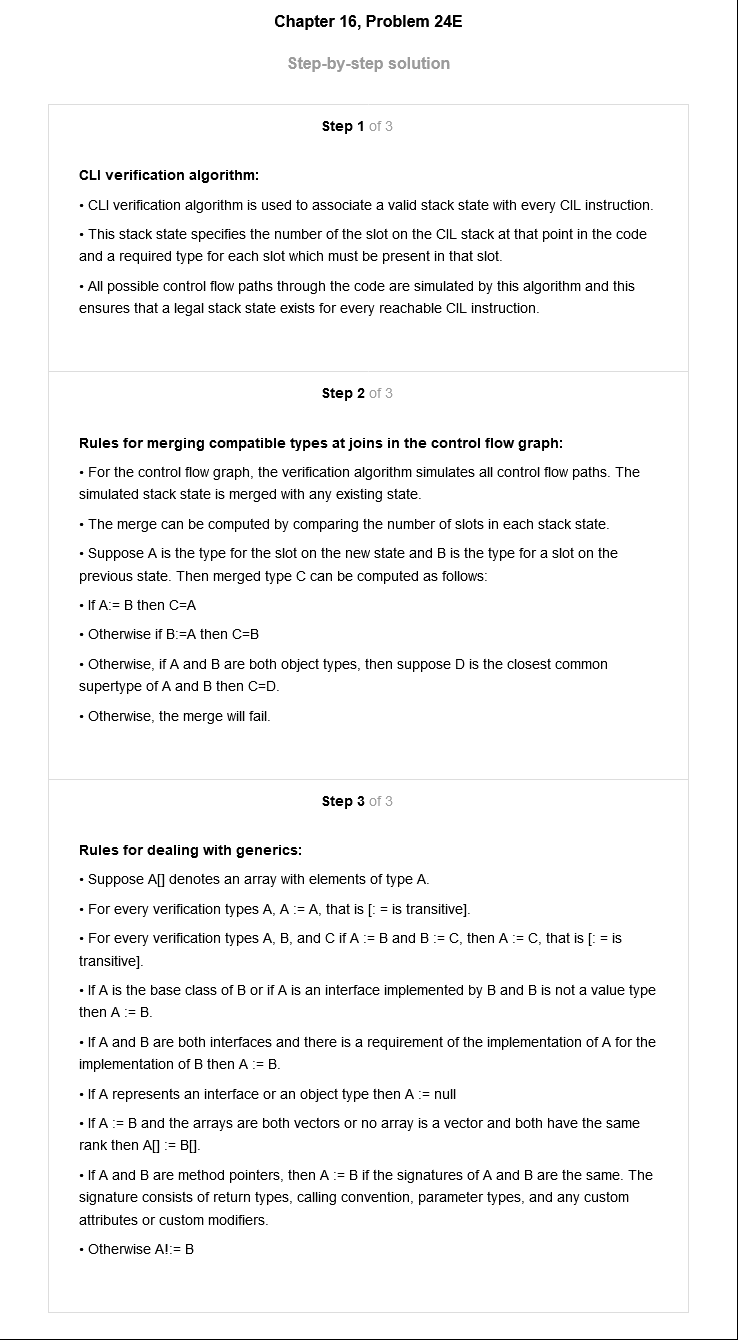 Chapter 16, Problem 24E
Step-by-step solution
Step 1 of 3
CLI verification algorithm:
• CLI verification algorithm is used to associate a valid stack state with every CIL instruction.
• This stack state specifies the number of the slot on the CIL stack at that point in the code
and a required type for each slot which must be present in that slot.
• All possible control flow paths through the code are simulated by this algorithm and this
ensures that a legal stack state exists for every reachable CIL instruction.
Step 2 of 3
Rules for merging compatible types at joins in the control flow graph:
• For the control flow graph, the verification algorithm simulates all control flow paths. The
simulated stack state is merged with any existing state.
• The merge can be computed by comparing the number of slots in each stack state.
• Suppose A is the type for the slot on the new state and B is the type for a slot on the
previous state. Then merged type C can be computed as follows:
• If A:= B then C=A
• Otherwise if B:=A then C=B
• Otherwise, if A and B are both object types, then suppose D is the closest common
supertype of A and B then C=D.
• Otherwise, the merge will fail.
Step 3 of 3
Rules for dealing with generics:
• Suppose A[] denotes an array with elements of type A.
• For every verification types A, A := A, that is [: = is transitive].
• For every verification types A, B, and C if A := B and B := C, then A := C, that is [: = is
transitive].
• If A is the base class of B or if A is an interface implemented by B and B is not a value type
then A := B.
• If A and B are both interfaces and there is a requirement of the implementation of A for the
implementation of B then A := B.
• If A represents an interface or an object type then A := null
• If A := B and the arrays are both vectors or no array is a vector and both have the same
rank then A[] := B[].
• If A and B are method pointers, then A := B if the signatures of A and B are the same. The
signature consists of return types, calling convention, parameter types, and any custom
attributes or custom modifiers.
• Otherwise A!:= B